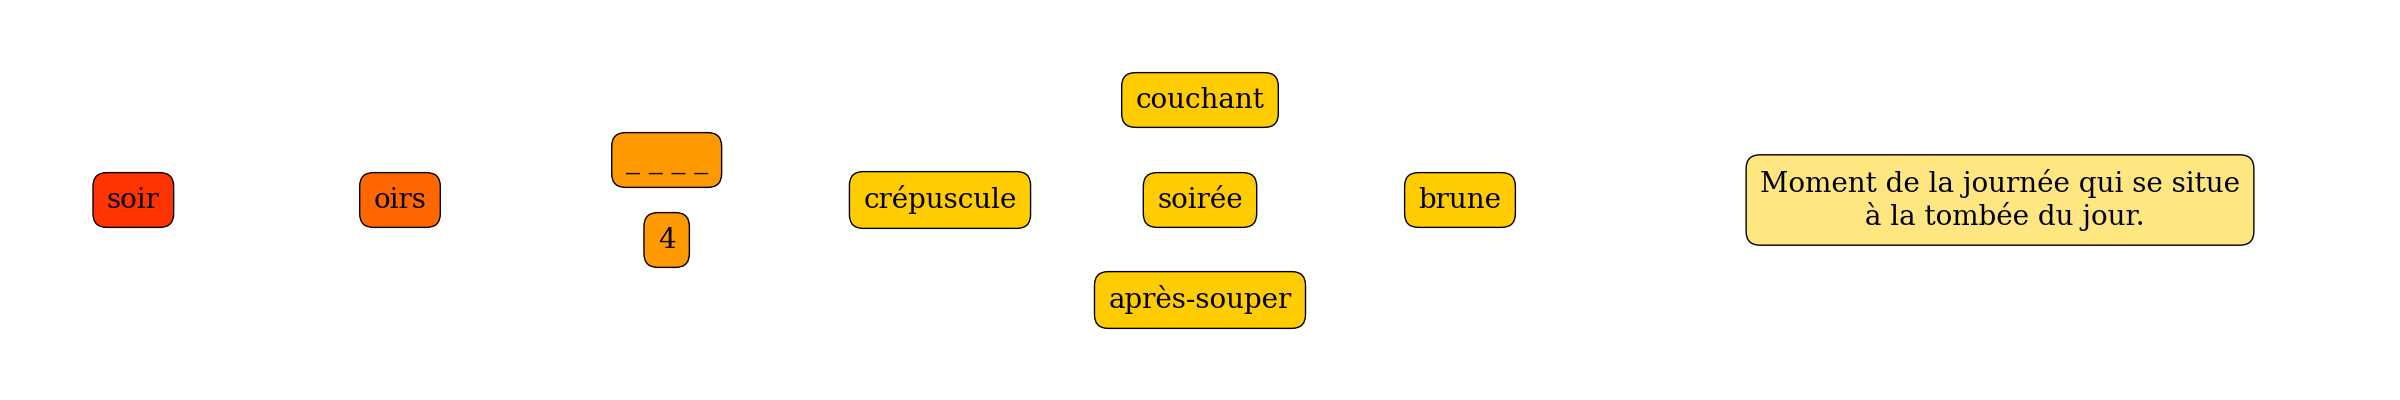 soir
oirs
_ _ _ _
4
couchant
crépuscule
soirée
brune
après-souper
Moment de la journée qui se situe
à la tombée du jour.